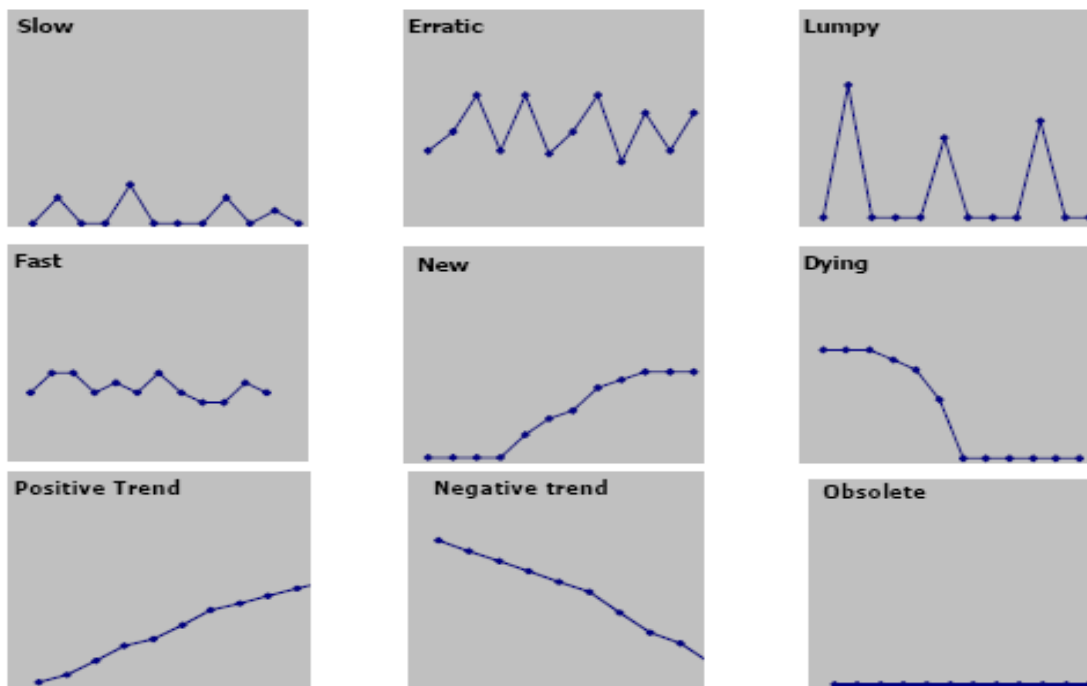 Slow
Erratic
Lumpy
Fast
New
Dying
Positive Trend
Negative trend
Obsolete